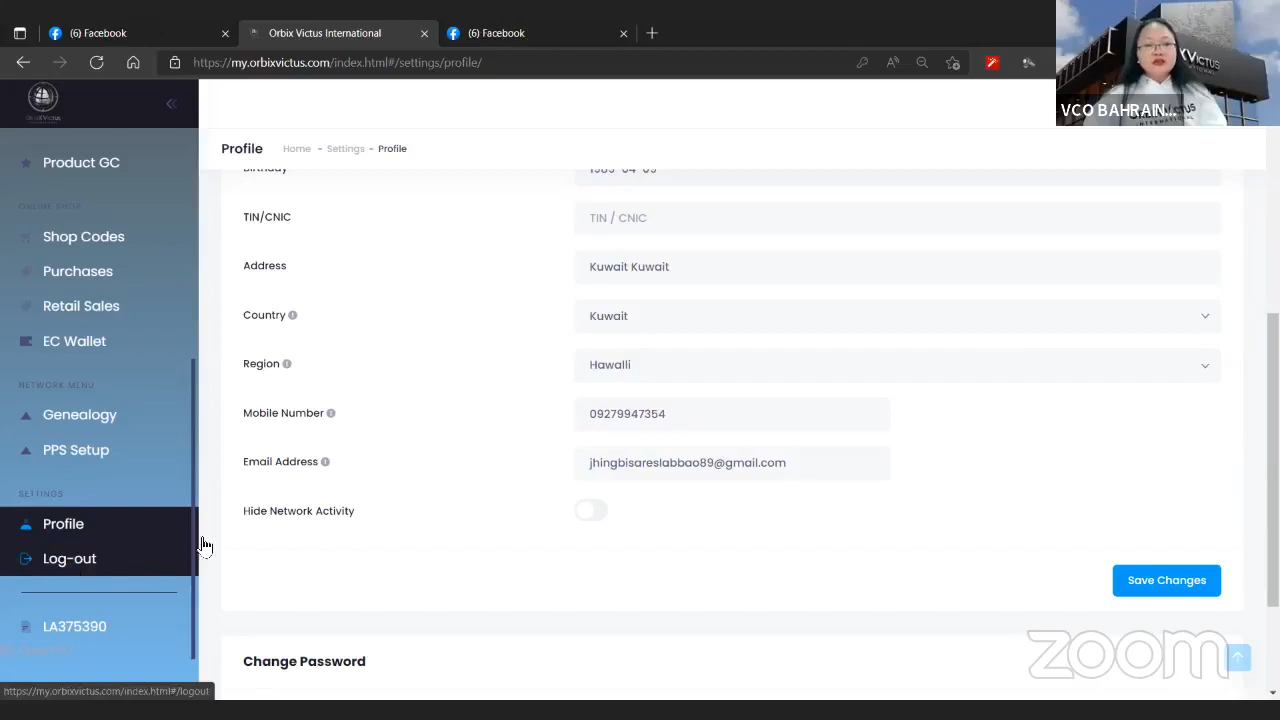 (6) Facebook
Orbix Victus International
(6) Facebook
https://my.orbixvictus.com/index.html#/settings/profile/
VCO BAHRAIN...
Profile
Home - Settings - Profile
Product GC
ONLINE SHOP
Shop Codes
Purchases
Retail Sales
EC Wallet
NETWORK MENU
Genealogy
PPS Setup
SETTINGS
Profile
Log-out
LA375390
Birthday
1989-04-09
TIN/CNIC
TIN / CNIC
Address
Kuwait Kuwait
Country
Kuwait
Region
Hawalli
Mobile Number
09279947354
Email Address
jhingbisareslabbao89@gmail.com
Hide Network Activity
Save Changes
Change Password
zoom
https://my.orbixvictus.com/index.html#/logout